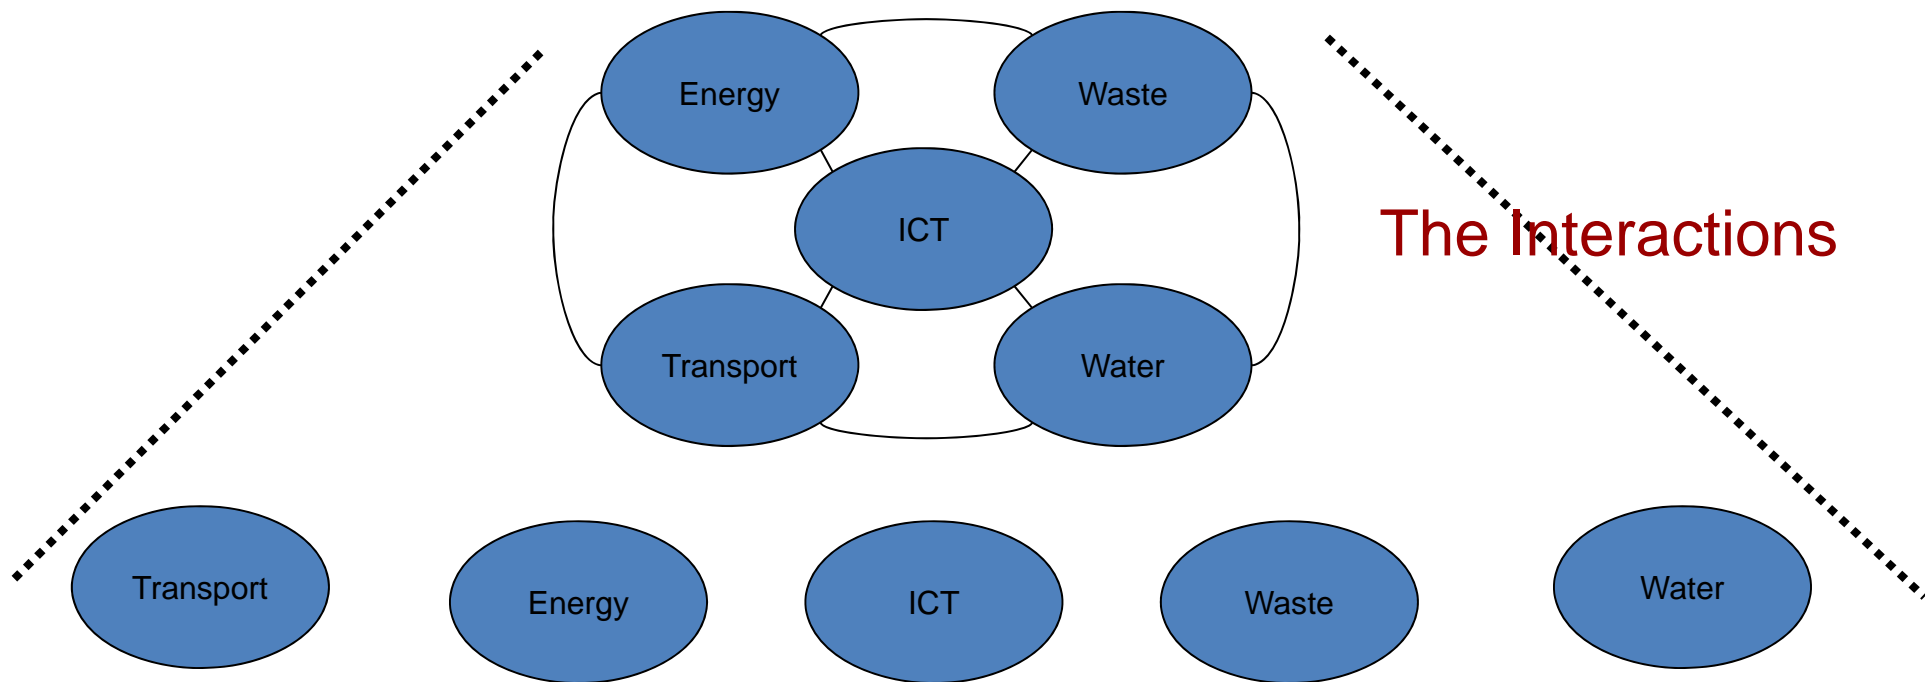 Energy
Waste
ICT
The Interactions
Transport
Water
Transport
Energy
ICT
Waste
Water